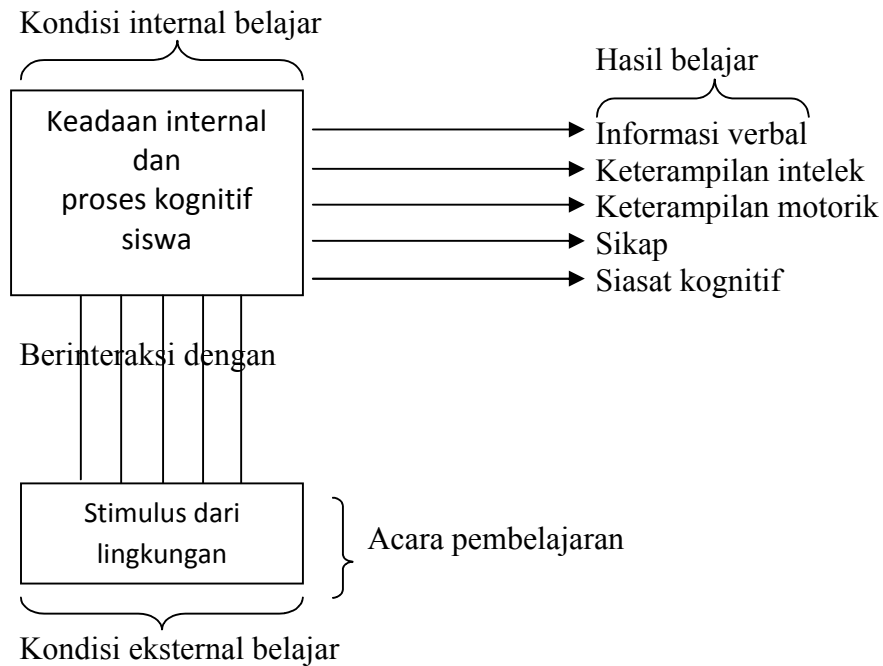 Kondisi internal belajar
Hasil belajar
Keadaan internal
dan
proses kognitif
siswa
Informasi verbal
Keterampilan intelek
Keterampilan motorik
Sikap
Siasat kognitif
Berinteraksi dengan
Stimulus dari
lingkungan
Acara pembelajaran
Kondisi eksternal belajar